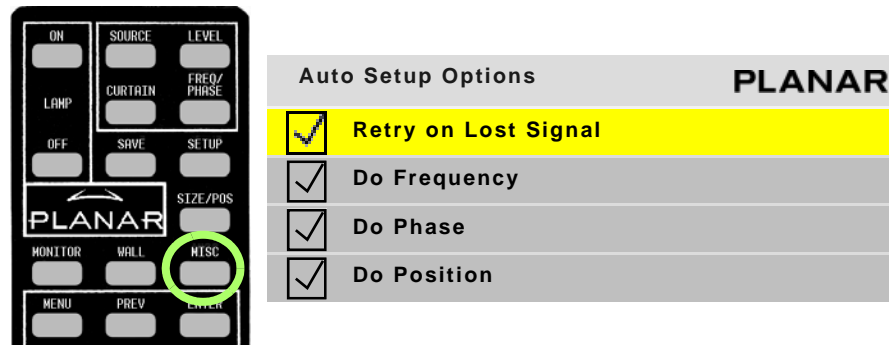 ON SOURCE LEVEL
CURTAIN FREQ/
PHASE
LAMP
OFF SAVE SETUP
SIZE/POS
PLANAR
MONITOR WALL MISC
MENU PREV ENTER
Auto Setup Options PLANAR
Retry on Lost Signal
Do Frequency
Do Phase
Do Position